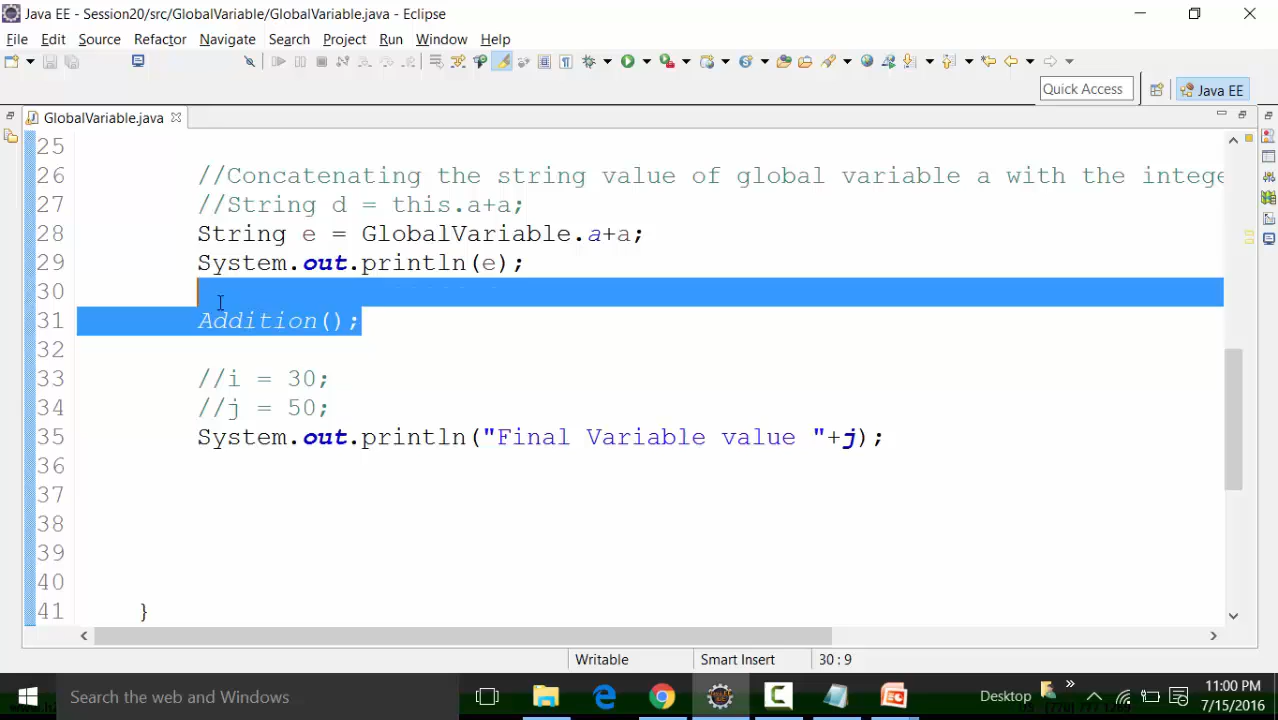 Java EE - Session20/src/GlobalVariable/GlobalVariable.java - Eclipse
File Edit Source Refactor Navigate Search Project Run Window Help
Quick Access
Java EE
GlobalVariable.java
25
26 //Concatenating the string value of global variable a with the intege
27 //String d = this.a+a;
28 String e = GlobalVariable.a+a;
29 System.out.println(e);
30
31 Addition();
32
33 //i = 30;
34 //j = 50;
35 System.out.println("Final Variable value "+j);
36
37
38
39
40
41 }
Writable Smart Insert 30 : 9
Search the web and Windows
Desktop
11:00 PM
7/15/2016